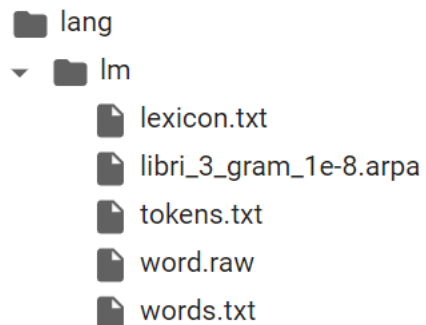 lang
lm
lexicon.txt
libri_3_gram_1e-8.arpa
tokens.txt
word.raw
words.txt